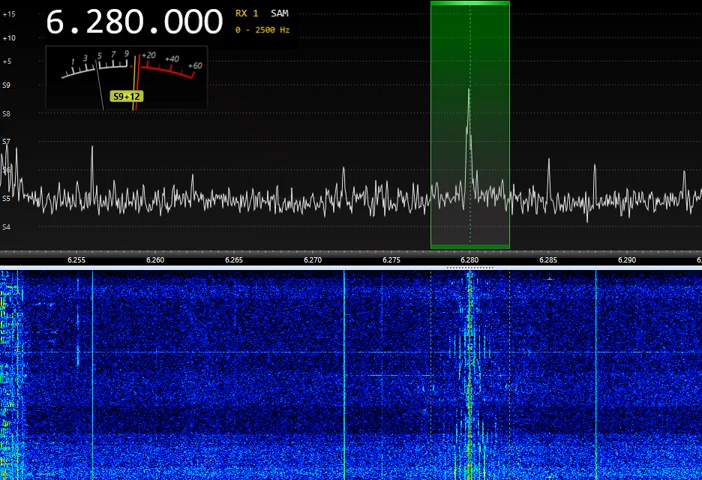 6.280.000
RX 1 SAM
0 - 2500 Hz
1 3 5 7 9 +20 +40 +60
S9+12
+15
+10
+5
S9
S8
S7
S5
S4
6.255 6.260 6.265 6.270 6.275 6.280 6.285 6.290